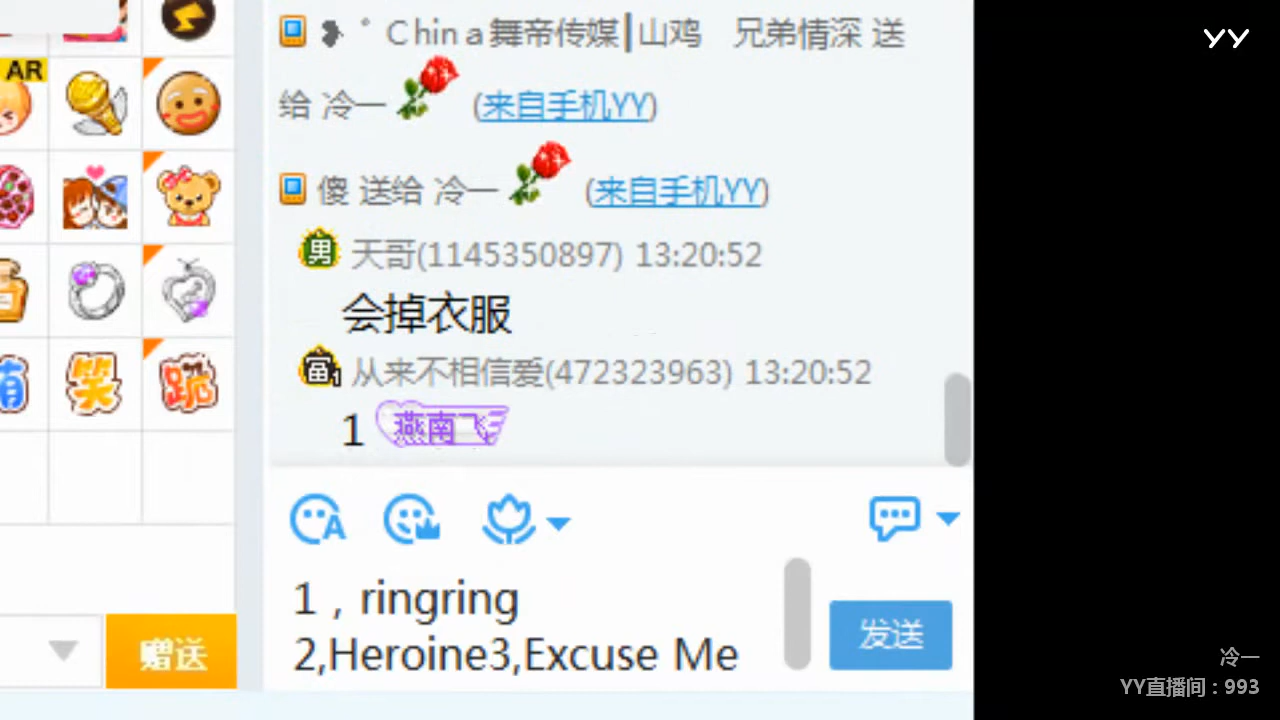 YY
AR
China舞帝传媒┃山鸡 兄弟情深 送
给 冷一 (来自手机YY)
傻 送给 冷一 (来自手机YY)
男 天哥(1145350897) 13:20:52
会掉衣服
富1 从来不相信爱(472323963) 13:20:52
1 燕南飞
笑
跪
1，ringring
2,Heroine3,Excuse Me
发送
赠送
冷一
YY直播间：993